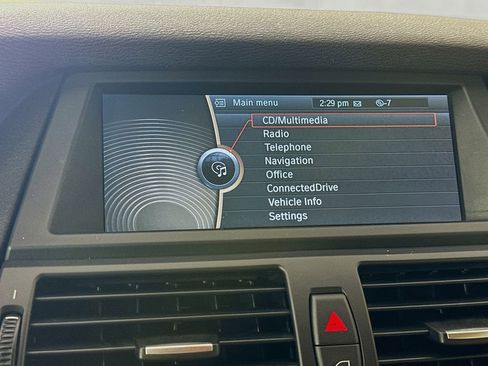 Main menu 2:29 pm -7
CD/Multimedia
Radio
Telephone
Navigation
Office
ConnectedDrive
Vehicle Info
Settings